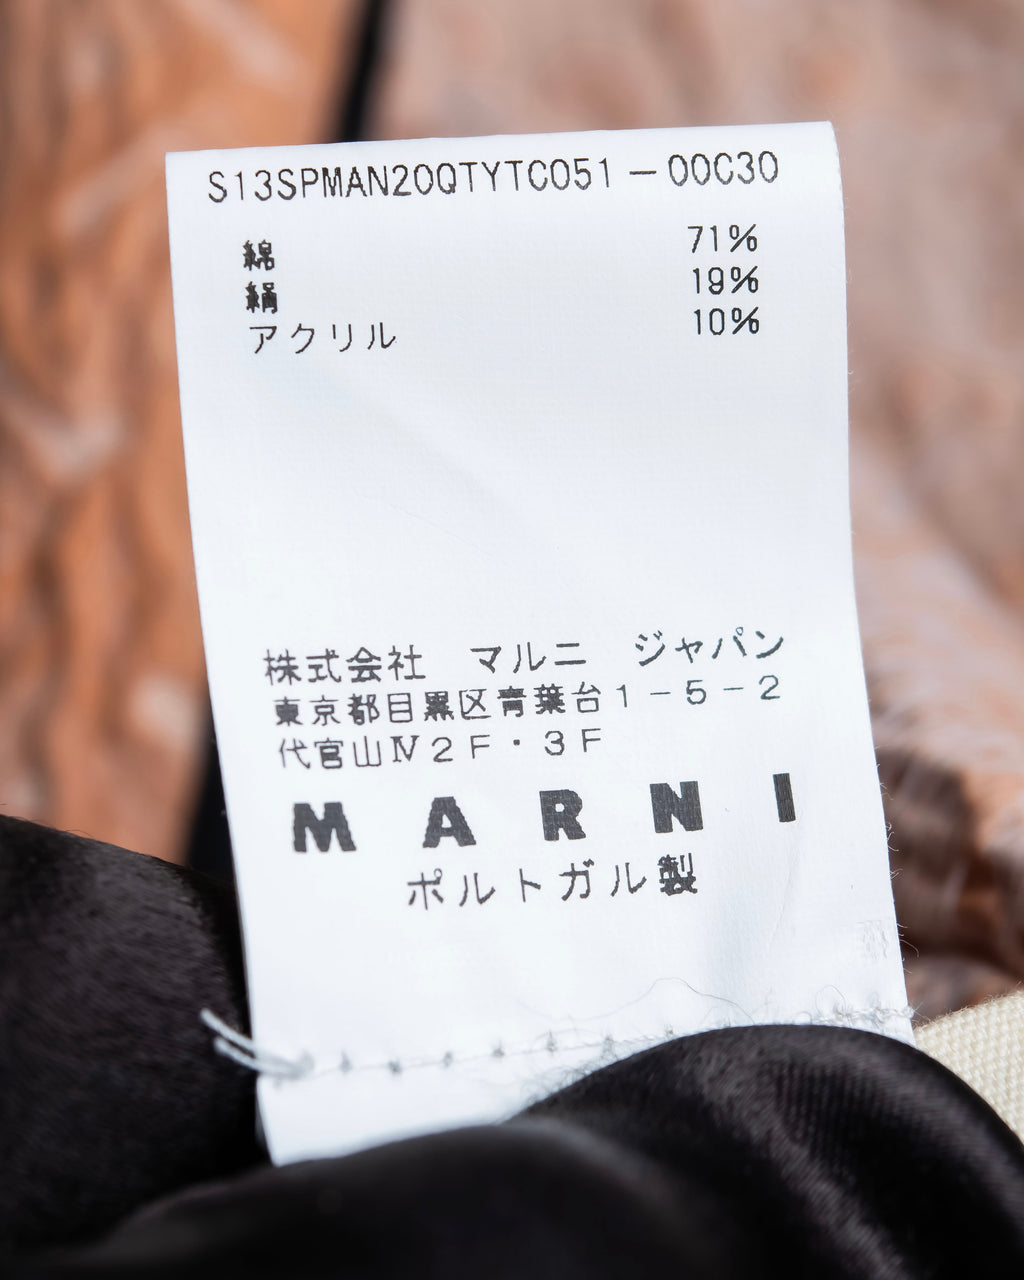 S13SPMAN20QTYTC051-00C30
綿 71%
絹 19%
アクリル 10%
株式会社 マルニ ジャパン
東京都目黒区青葉台1-5-2
代官山Ⅳ2F・3F
MARNI
ポルトガル製